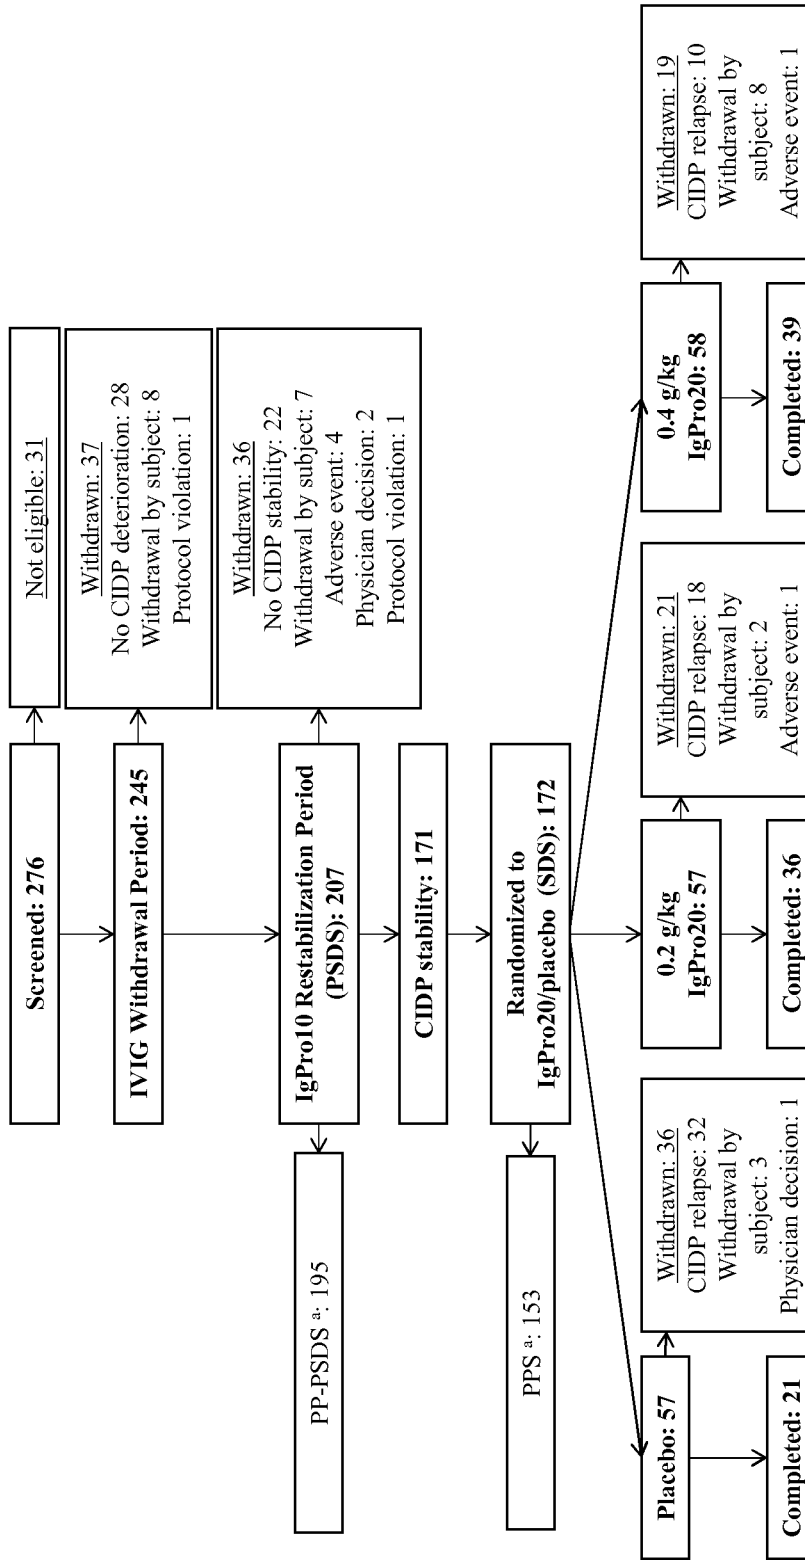 Screened: 276
Not eligible: 31
IVIG Withdrawal Period: 245
Withdrawn: 37
No CIDP deterioration: 28
Withdrawal by subject: 8
Protocol violation: 1
IgPro10 Restabilization Period
(PSDS): 207
PP-PSDS a.: 195
Withdrawn: 36
No CIDP stability: 22
Withdrawal by subject: 7
Adverse event: 4
Physician decision: 2
Protocol violation: 1
CIDP stability: 171
Randomized to
IgPro20/placebo (SDS): 172
PPS a.: 153
Placebo: 57
Withdrawn: 36
CIDP relapse: 32
Withdrawal by
subject: 3
Physician decision: 1
Completed: 21
0.2 g/kg
IgPro20: 57
Withdrawn: 21
CIDP relapse: 18
Withdrawal by
subject: 2
Adverse event: 1
Completed: 36
0.4 g/kg
IgPro20: 58
Withdrawn: 19
CIDP relapse: 10
Withdrawal by
subject: 8
Adverse event: 1
Completed: 39